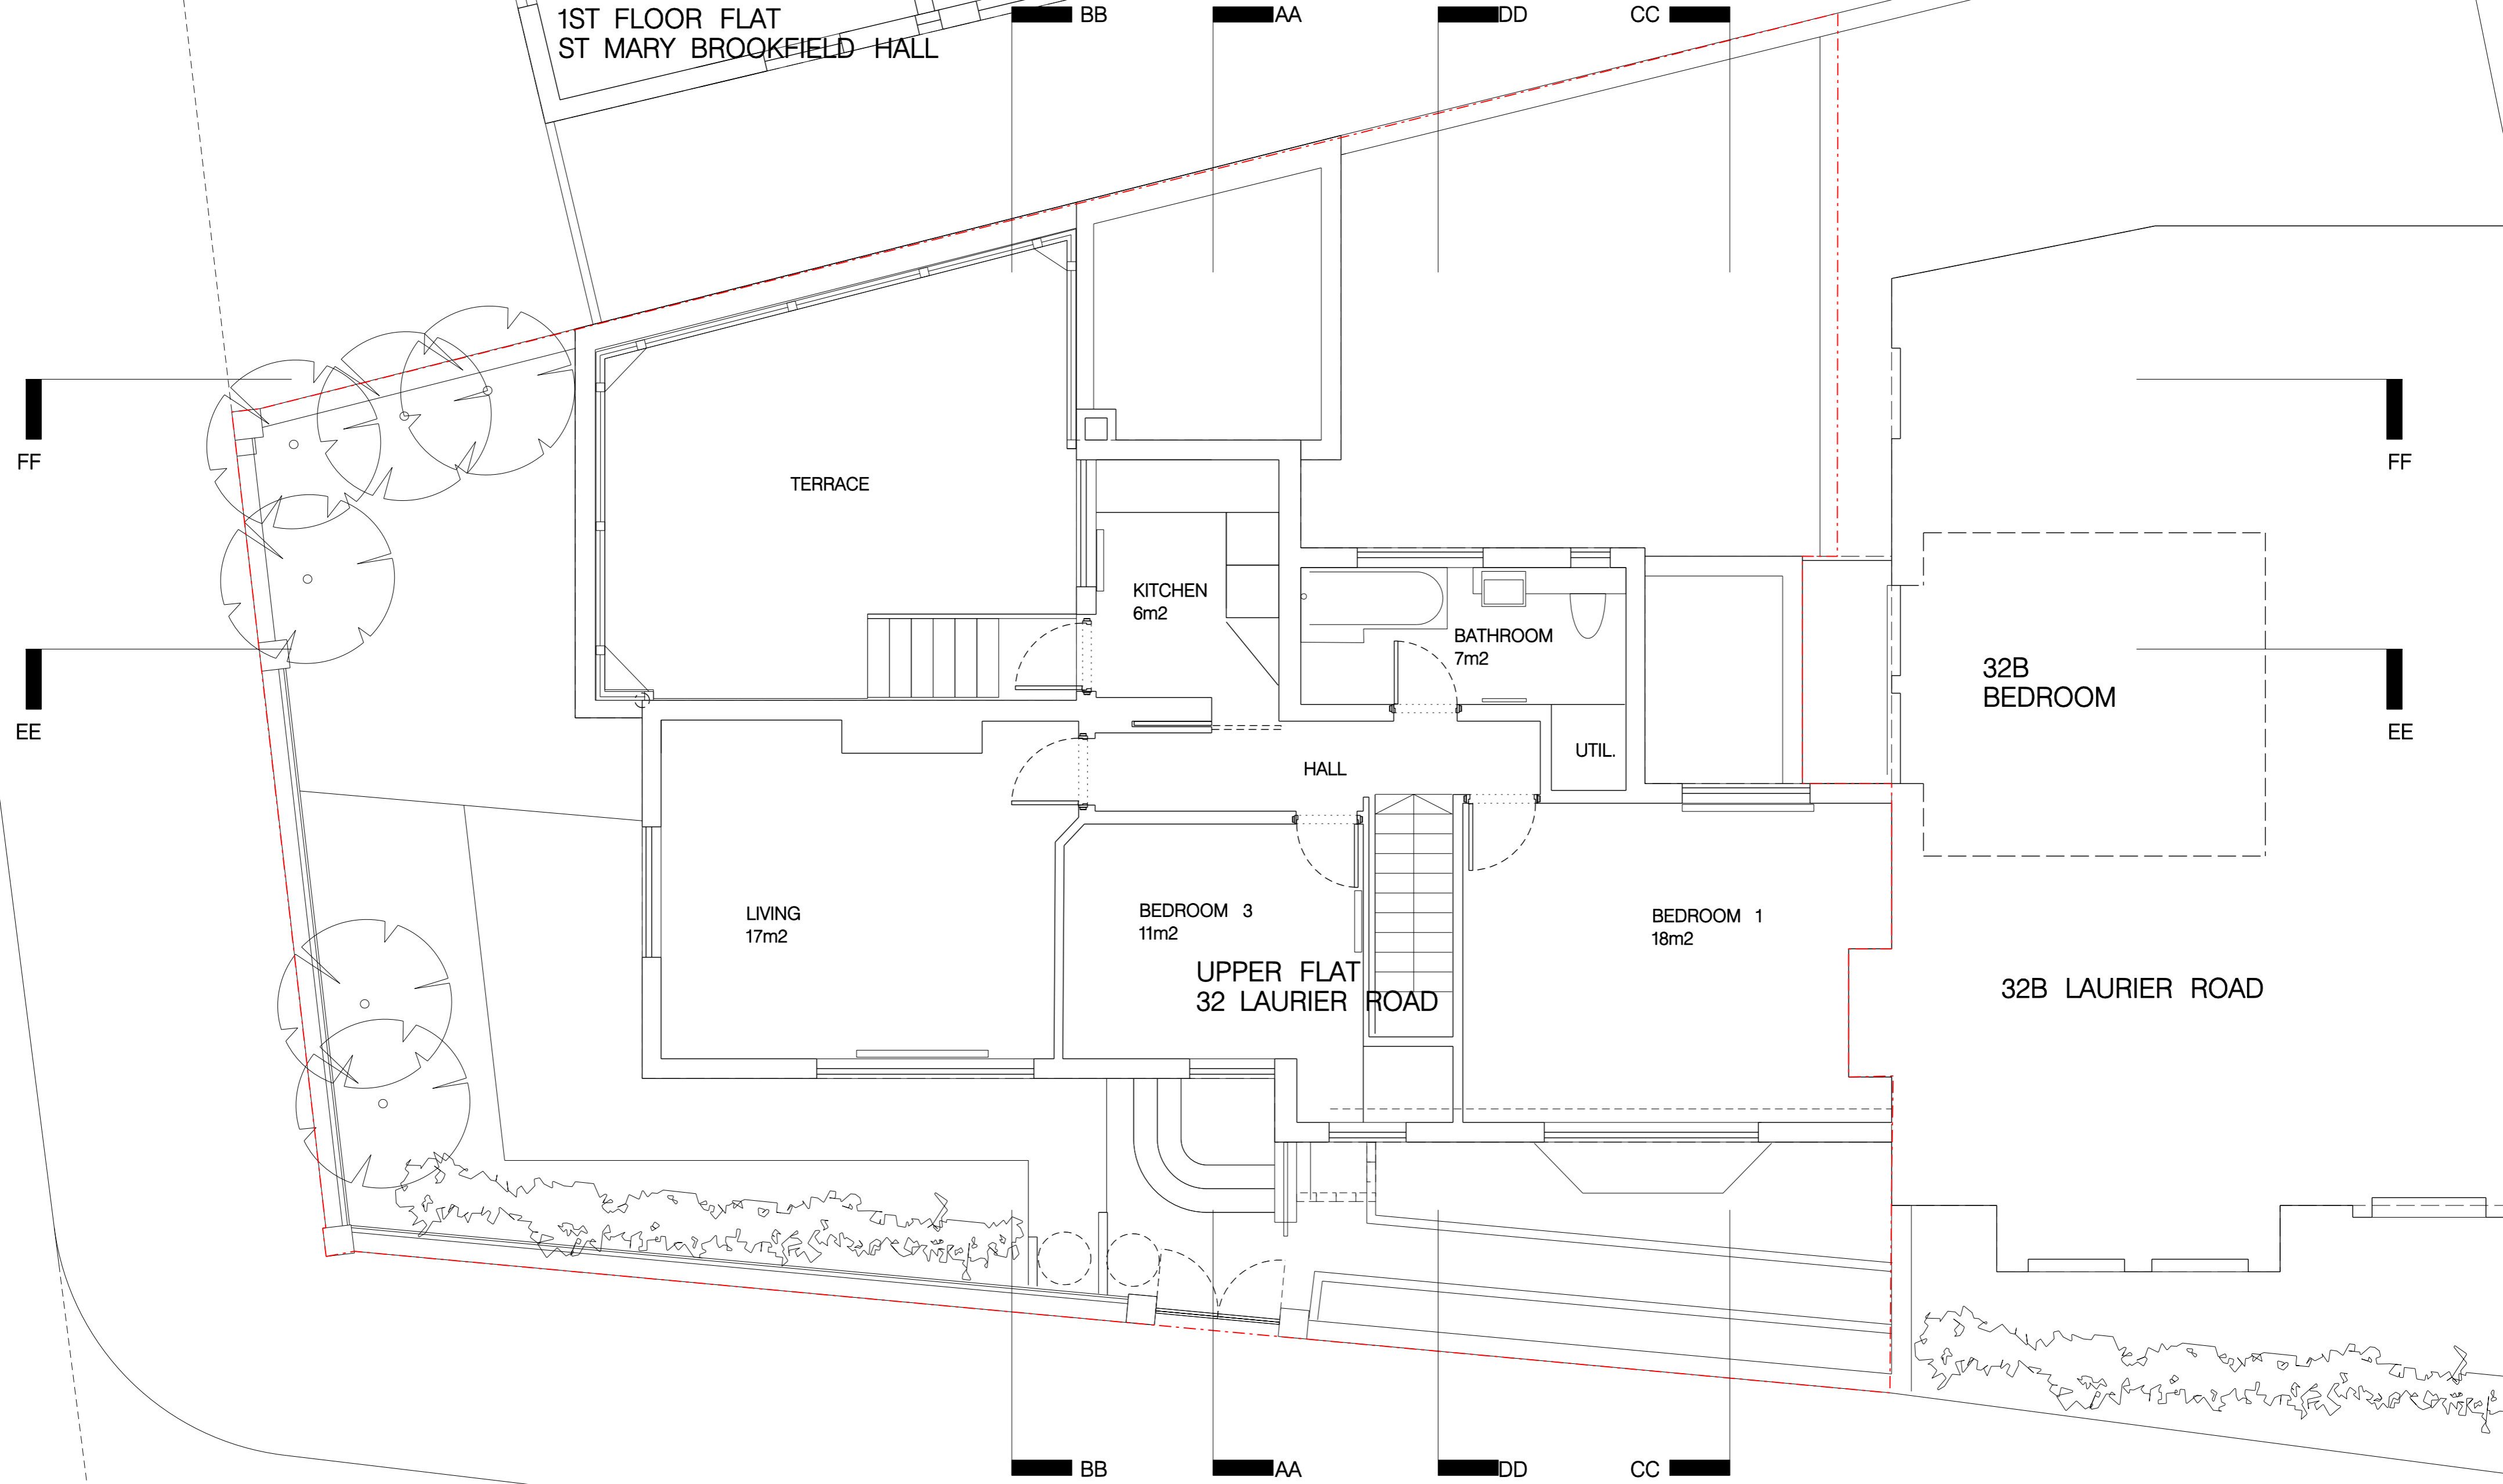 1ST FLOOR FLAT
ST MARY BROOKFIELD HALL
BB
AA
DD
CC
FF
FF
TERRACE
KITCHEN
6m2
BATHROOM
7m2
32B
BEDROOM
EE
EE
UTIL.
HALL
LIVING
17m2
BEDROOM 3
11m2
BEDROOM 1
18m2
UPPER FLAT
32 LAURIER ROAD
32B LAURIER ROAD
BB
AA
DD
CC